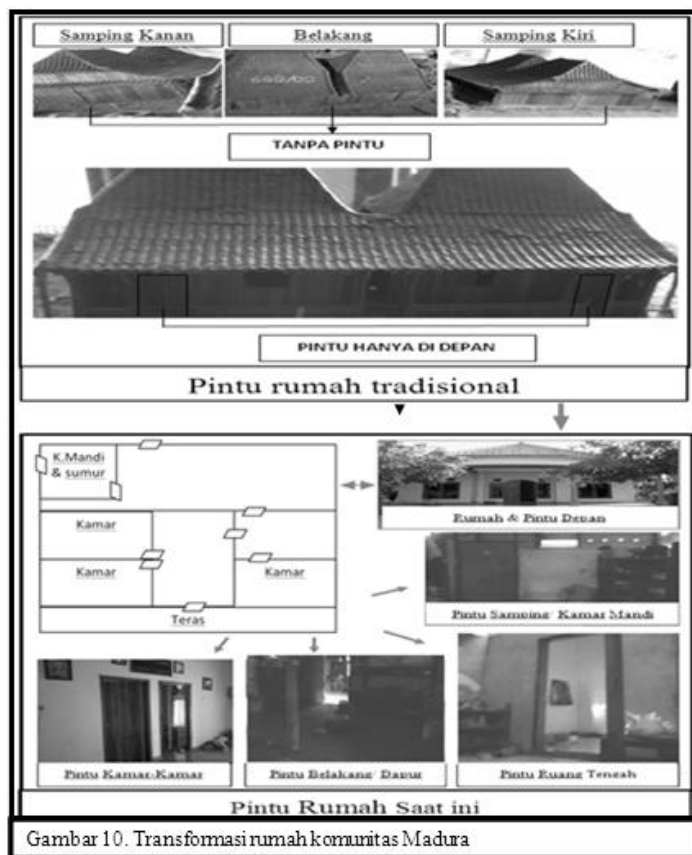 Samping Kanan
Belakang
Samping Kiri
TANPA PINTU
PINTU HANYA DI DEPAN
Pintu rumah tradisional
K.Mandi
& sumur
Kamar
Kamar
Kamar
Teras
Rumah & Pintu Depan
Pintu Samping/ Kamar Mandi
Pintu Kamar-Kamar
Pintu Belakang/ Dapur
Pintu Ruang Tengah
Pintu Rumah Saat ini
Gambar 10. Transformasi rumah komunitas Madura